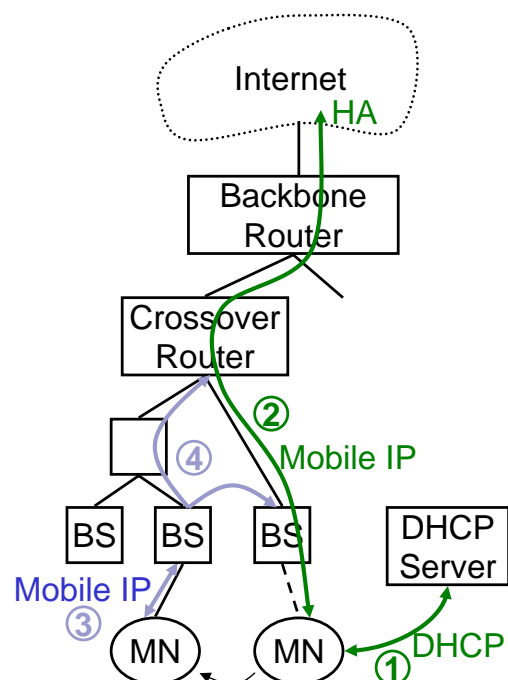 Internet
HA
Backbone
Router
Crossover
Router
②
Mobile IP
④
BS
BS
BS
DHCP
Server
Mobile IP
③
MN
MN
DHCP
①